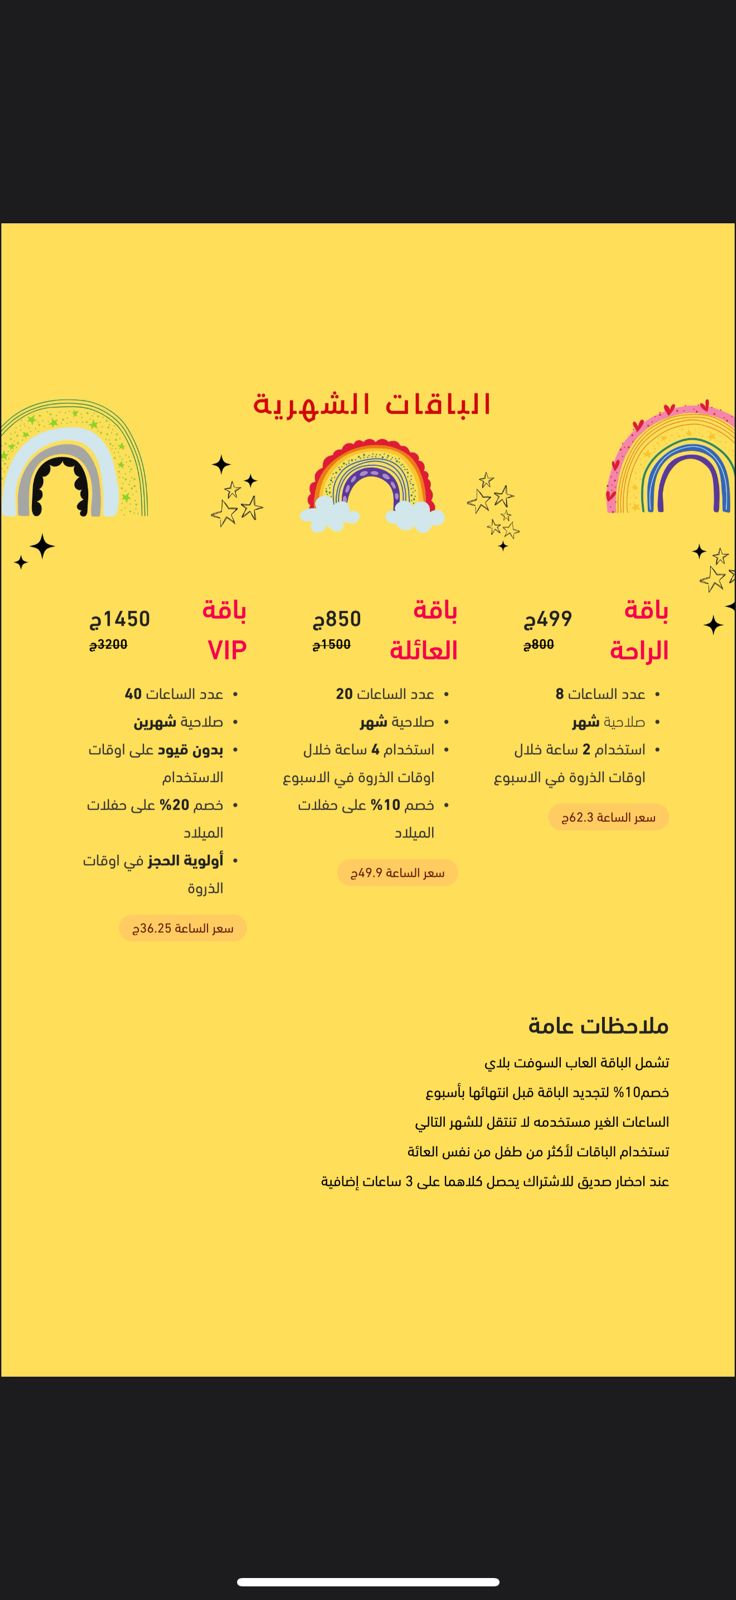 الباقات الشهرية
باقة
الراحة
499ج
800ج
عدد الساعات 8
صلاحية شهر
استخدام 2 ساعة خلال
اوقات الذروة في الاسبوع
سعر الساعة 62.3ج
باقة
العائلة
850ج
1500ج
عدد الساعات 20
صلاحية شهر
استخدام 4 ساعة خلال
اوقات الذروة في الاسبوع
خصم 10% على حفلات
الميلاد
سعر الساعة 49.9ج
باقة
VIP
1450ج
3200ج
عدد الساعات 40
صلاحية شهرين
بدون قيود على اوقات
الاستخدام
خصم 20% على حفلات
الميلاد
أولوية الحجز في اوقات
الذروة
سعر الساعة 36.25ج
ملاحظات عامة
تشمل الباقة العاب السوفت بلاي
خصم10% لتجديد الباقة قبل انتهائها بأسبوع
الساعات الغير مستخدمه لا تنتقل للشهر التالي
تستخدام الباقات لأكثر من طفل من نفس العائة
عند احضار صديق للاشتراك يحصل كلاهما على 3 ساعات إضافية